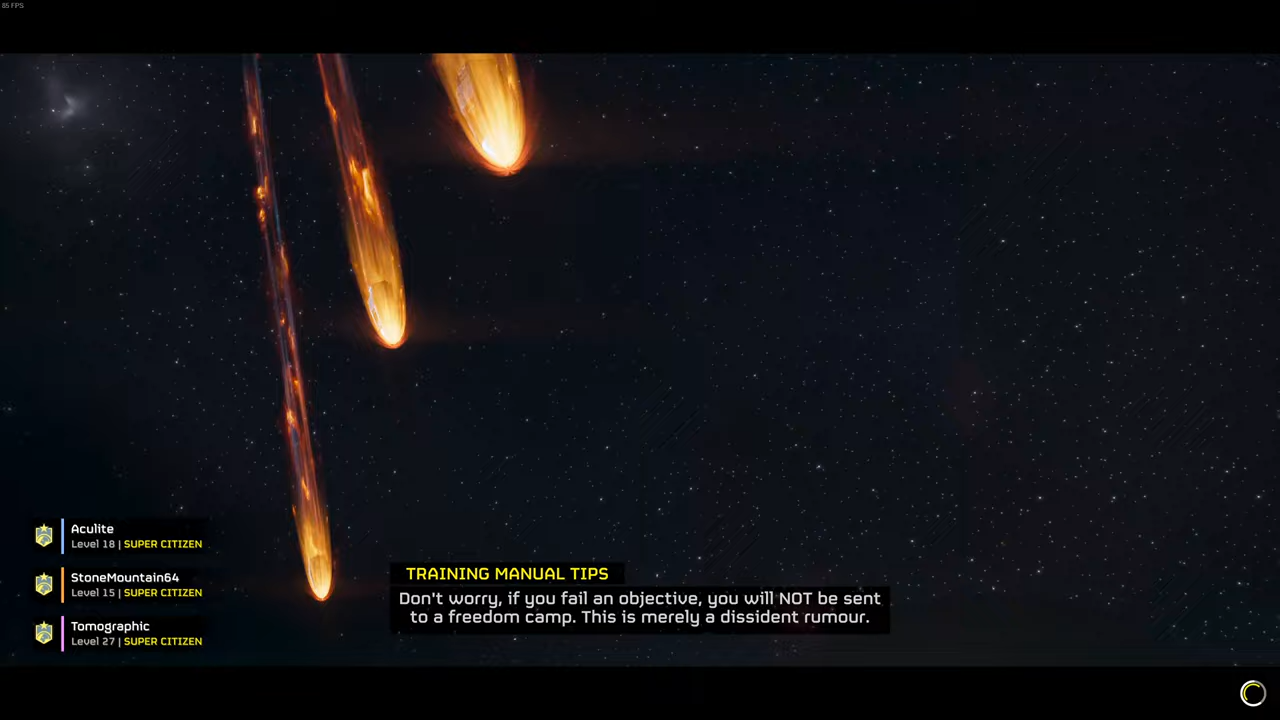 85 FPS
Aculite
Level 18 | SUPER CITIZEN
StoneMountain64
Level 15 | SUPER CITIZEN
Tomographic
Level 27 | SUPER CITIZEN
TRAINING MANUAL TIPS
Don't worry, if you fail an objective, you will NOT be sent
to a freedom camp. This is merely a dissident rumour.